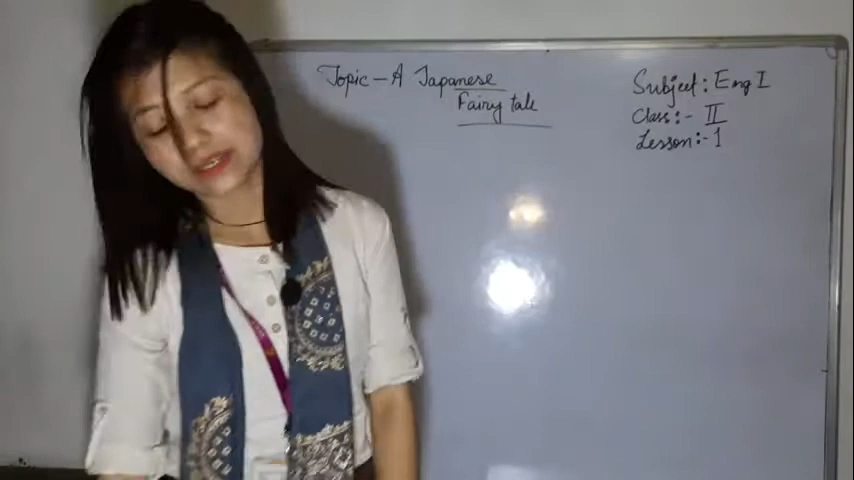 Topic - A Japanese
Fairy tale
Subject: Eng I
Class:- II
Lesson:- 1